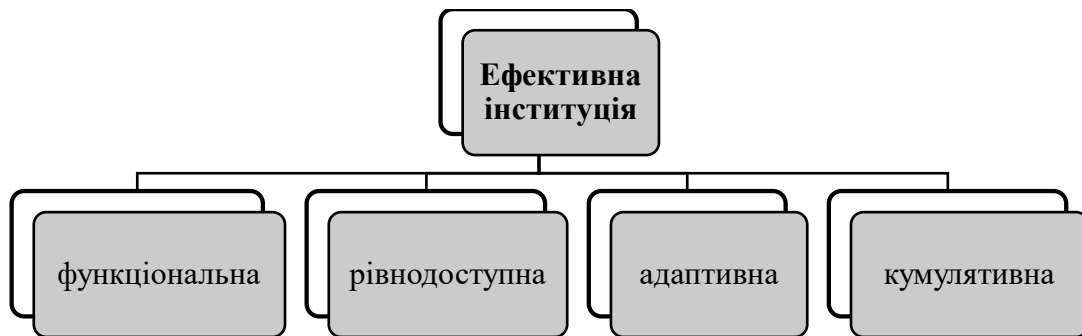 Ефективна
інституція
функціональна
рівнодоступна
адаптивна
кумулятивна